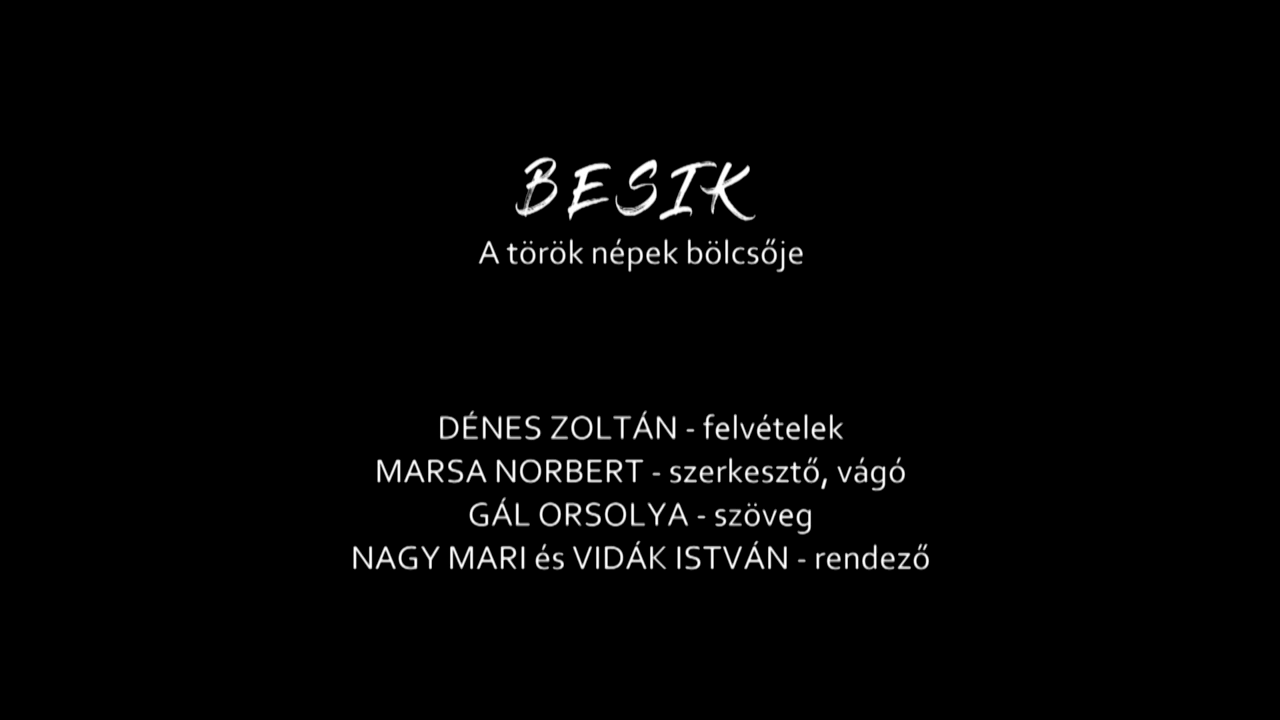 BESIK
A török népek bölcsője
DÉNES ZOLTÁN - felvételek
MARSA NORBERT - szerkesztő, vágó
GÁL ORSOLYA - szöveg
NAGY MARI és VIDÁK ISTVÁN - rendező